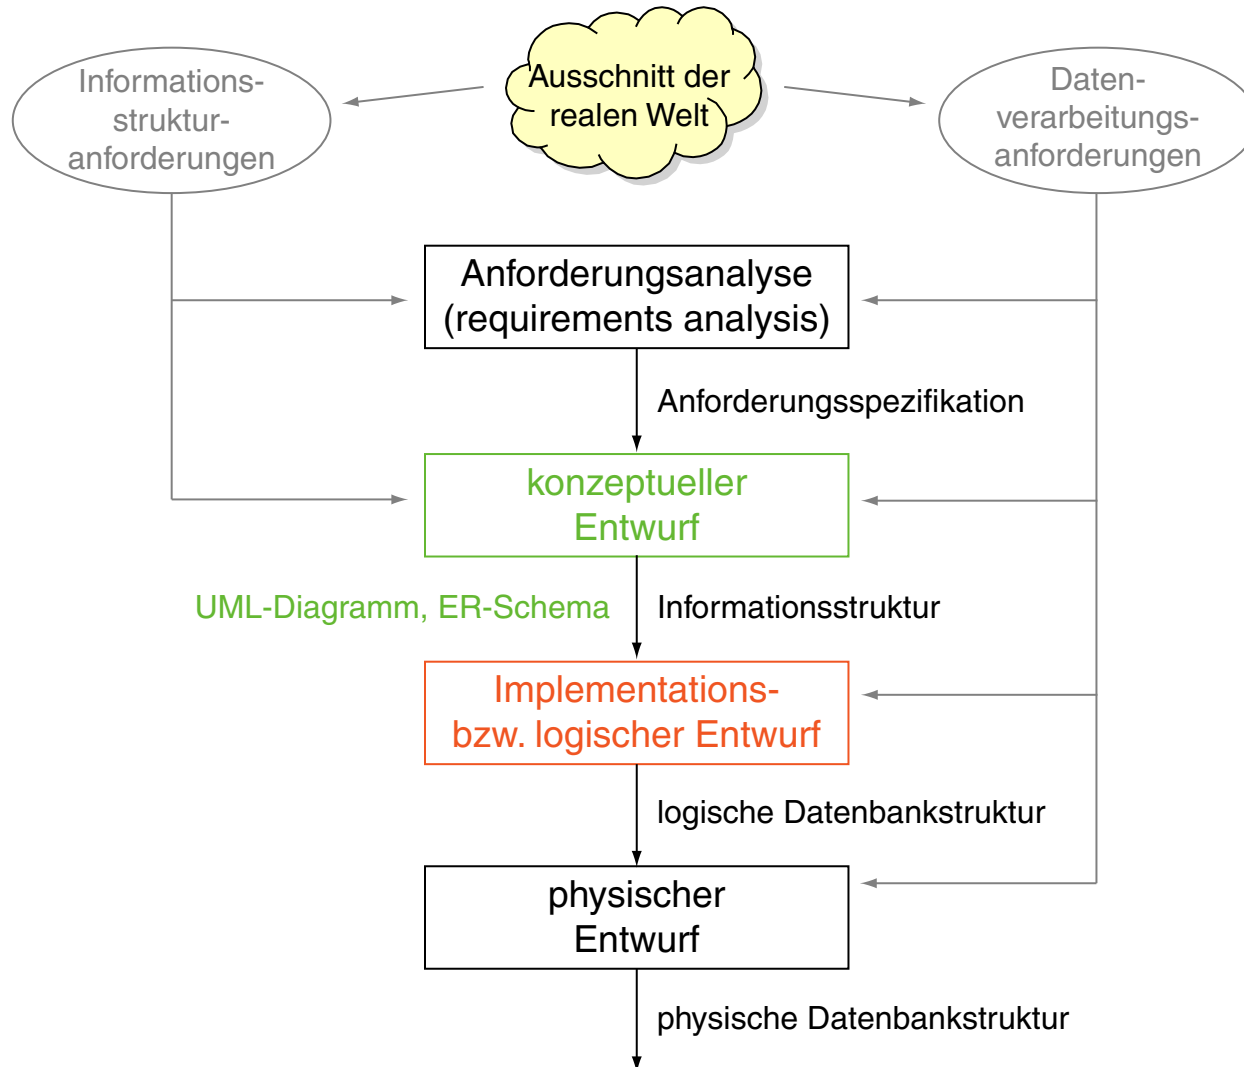 Informations-
struktur-
anforderungen
Ausschnitt der
realen Welt
Daten-
verarbeitungs-
anforderungen
Anforderungsanalyse
(requirements analysis)
Anforderungsspezifikation
konzeptueller
Entwurf
UML-Diagramm, ER-Schema
Informationsstruktur
Implementations-
bzw. logischer Entwurf
logische Datenbankstruktur
physischer
Entwurf
physische Datenbankstruktur